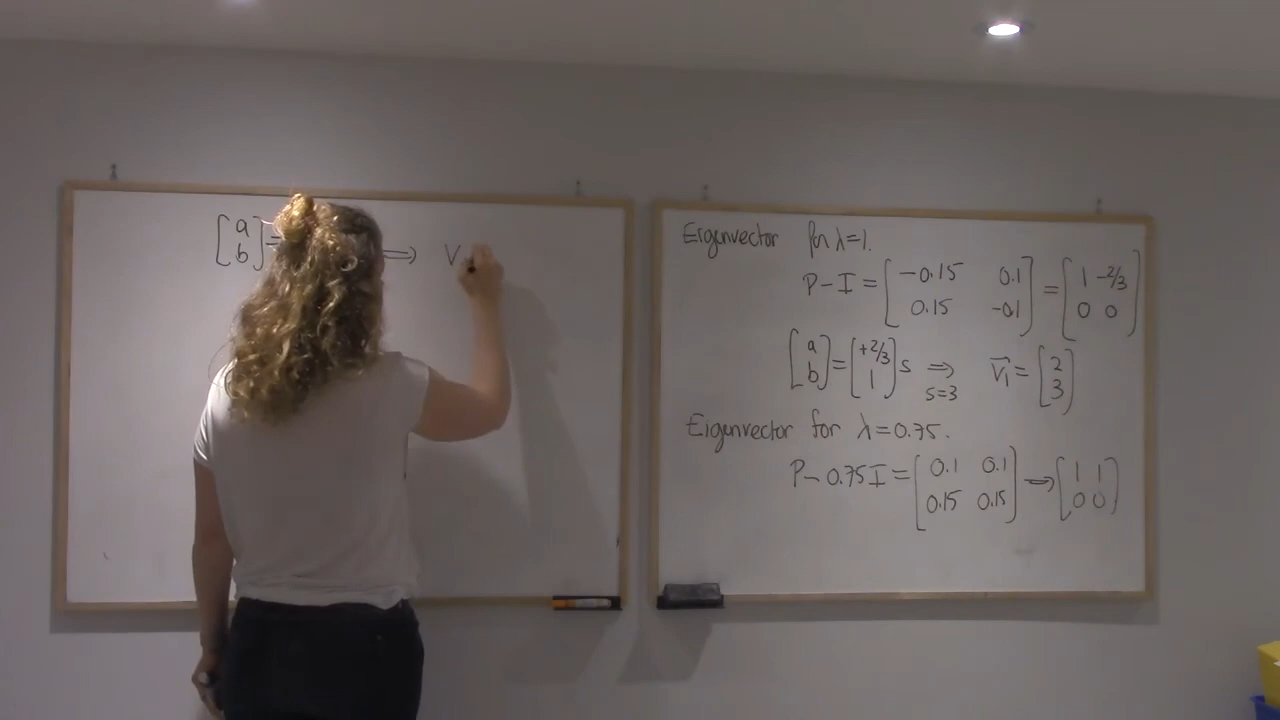 [a b] =
⟹ V
Eigenvector for λ=1.
P-I = [-0.15 0.1 0.15 -0.1] = [1 -2/3 0 0]
[a b] = [+2/3 1] s ⟹ s=3 v₁ = [2 3]
Eigenvector for λ=0.75.
P-0.75I = [0.1 0.1 0.15 0.15] ⟹ [1 1 0 0]